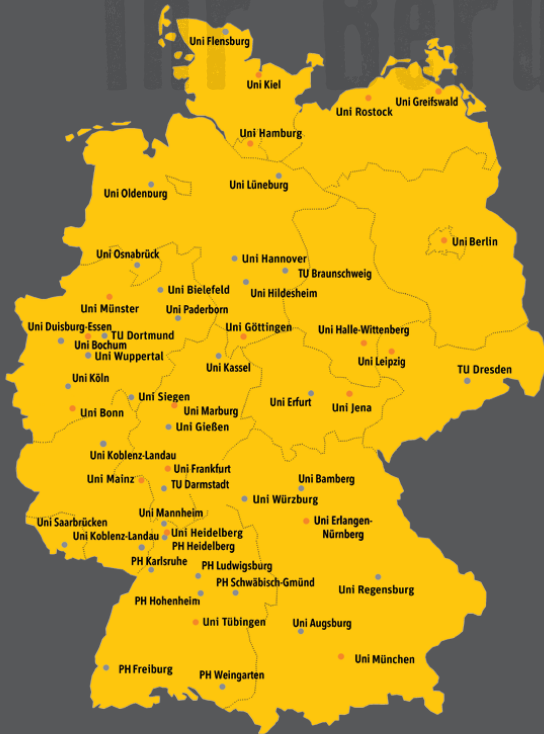 Ihr Beru
Uni Flensburg
Uni Kiel
Uni Greifswald
Uni Rostock
Uni Hamburg
Uni Lüneburg
Uni Oldenburg
Uni Berlin
Uni Osnabrück
Uni Hannover
TU Braunschweig
Uni Bielefeld
Uni Hildesheim
Uni Münster
Uni Paderborn
Uni Duisburg-Essen
TU Dortmund
Uni Göttingen
Uni Halle-Wittenberg
Uni Bochum
Uni Wuppertal
Uni Leipzig
Uni Kassel
TU Dresden
Uni Köln
Uni Siegen
Uni Erfurt
Uni Jena
Uni Bonn
Uni Marburg
Uni Gießen
Uni Koblenz-Landau
Uni Frankfurt
Uni Mainz
TU Darmstadt
Uni Bamberg
Uni Würzburg
Uni Mannheim
Uni Saarbrücken
Uni Erlangen-
Nürnberg
Uni Koblenz-Landau
Uni Heidelberg
PH Heidelberg
PH Karlsruhe
PH Ludwigsburg
PH Schwäbisch-Gmünd
Uni Regensburg
PH Hohenheim
Uni Tübingen
Uni Augsburg
Uni München
PH Freiburg
PH Weingarten